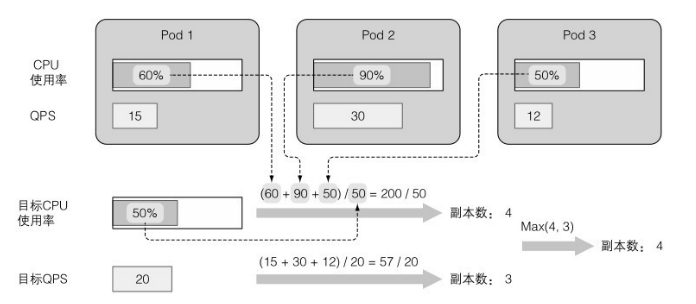 Pod 1
Pod 2
Pod 3
CPU
使用率
60%
90%
50%
QPS
15
30
12
(60 + 90 + 50) / 50 = 200 / 50
目标CPU
使用率
50%
副本数： 4
Max(4, 3)
副本数： 4
(15 + 30 + 12) / 20 = 57 / 20
目标QPS
20
副本数： 3